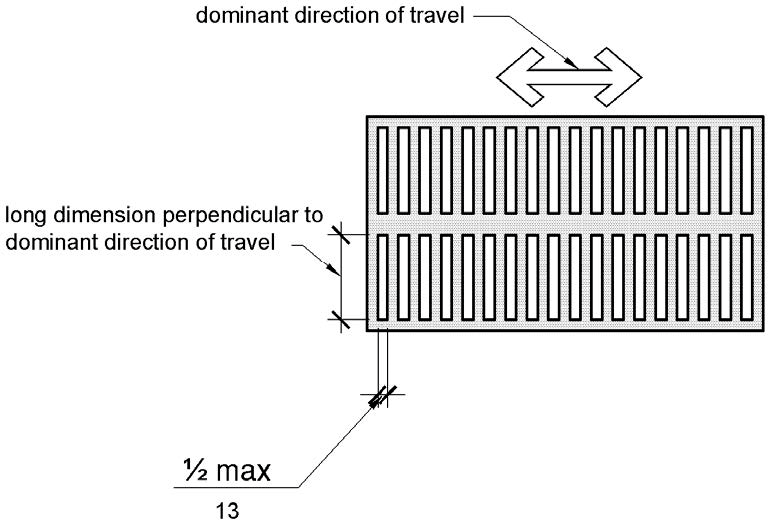 dominant direction of travel
long dimension perpendicular to
dominant direction of travel
½ max
13